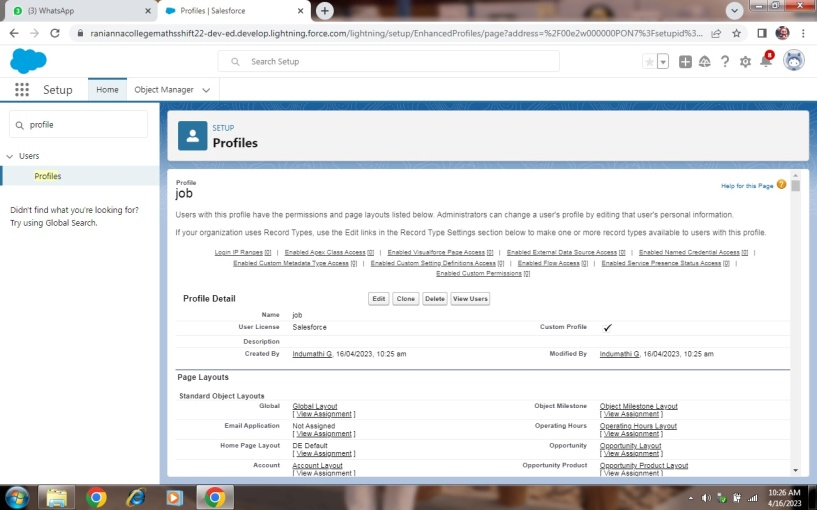 (3) WhatsApp
Profiles | Salesforce
raniannacollegemathsshift22-dev-ed.develop.lightning.force.com/lightning/setup/EnhancedProfiles/page?address=%2F00e2w000000PON7%3Fsetupid%3...
Search Setup
8
Setup Home Object Manager
profile
Users
Profiles
Didn't find what you're looking for?
Try using Global Search.
SETUP
Profiles
Profile
job
Help for this Page
Users with this profile have the permissions and page layouts listed below. Administrators can change a user's profile by editing that user's personal information.
If your organization uses Record Types, use the Edit links in the Record Type Settings section below to make one or more record types available to users with this profile.
Login IP Ranges [0] | Enabled Apex Class Access [0] | Enabled Visualforce Page Access [0] | Enabled External Data Source Access [0] | Enabled Named Credential Access [0] |
Enabled Custom Metadata Type Access [0] | Enabled Custom Setting Definitions Access [0] | Enabled Flow Access [0] | Enabled Service Presence Status Access [0] |
Enabled Custom Permissions [0]
Profile Detail Edit Clone Delete View Users
Name job
User License Salesforce Custom Profile ✓
Description
Created By Indumathi G, 16/04/2023, 10:25 am Modified By Indumathi G, 16/04/2023, 10:25 am
Page Layouts
Standard Object Layouts
Global Global Layout Object Milestone Object Milestone Layout
[ View Assignment ] [ View Assignment ]
Email Application Not Assigned Operating Hours Operating Hours Layout
[ View Assignment ] [ View Assignment ]
Home Page Layout DE Default Opportunity Opportunity Layout
[ View Assignment ] [ View Assignment ]
Account Account Layout Opportunity Product Opportunity Product Layout
[ View Assignment ] [ View Assignment ]
10:26 AM
4/16/2023